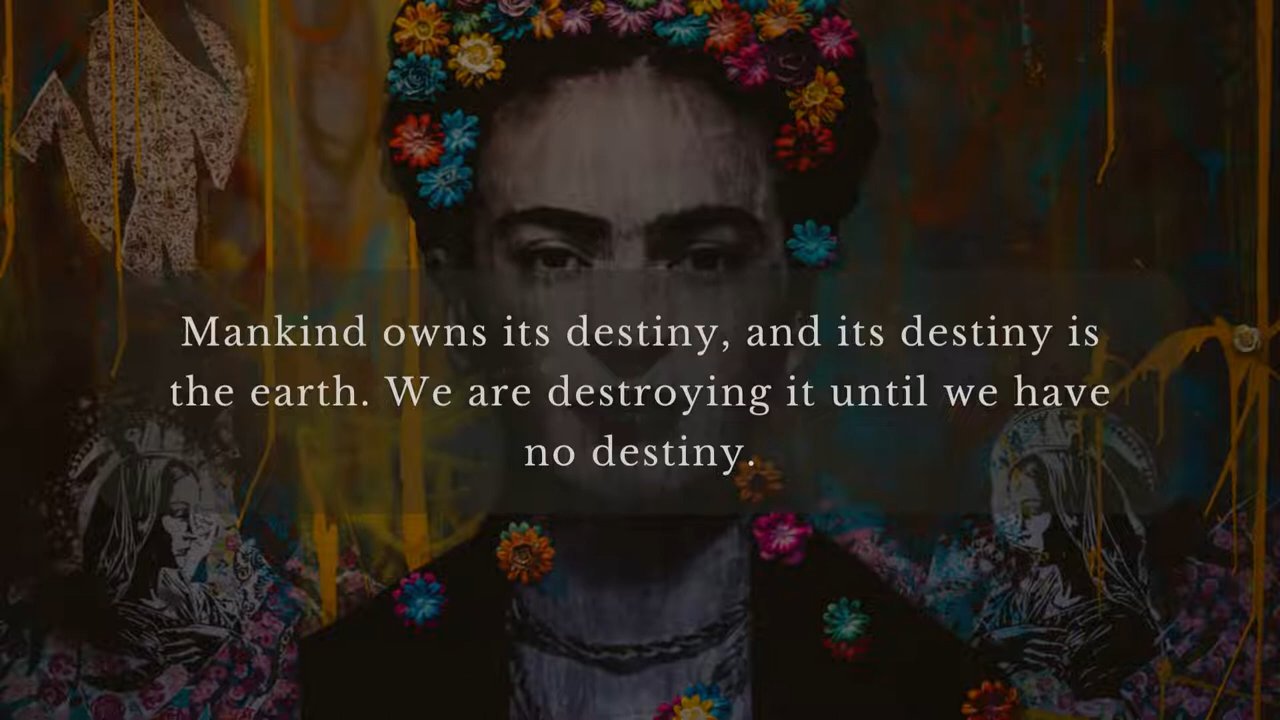 Mankind owns its destiny, and its destiny is
the earth. We are destroying it until we have
no destiny.